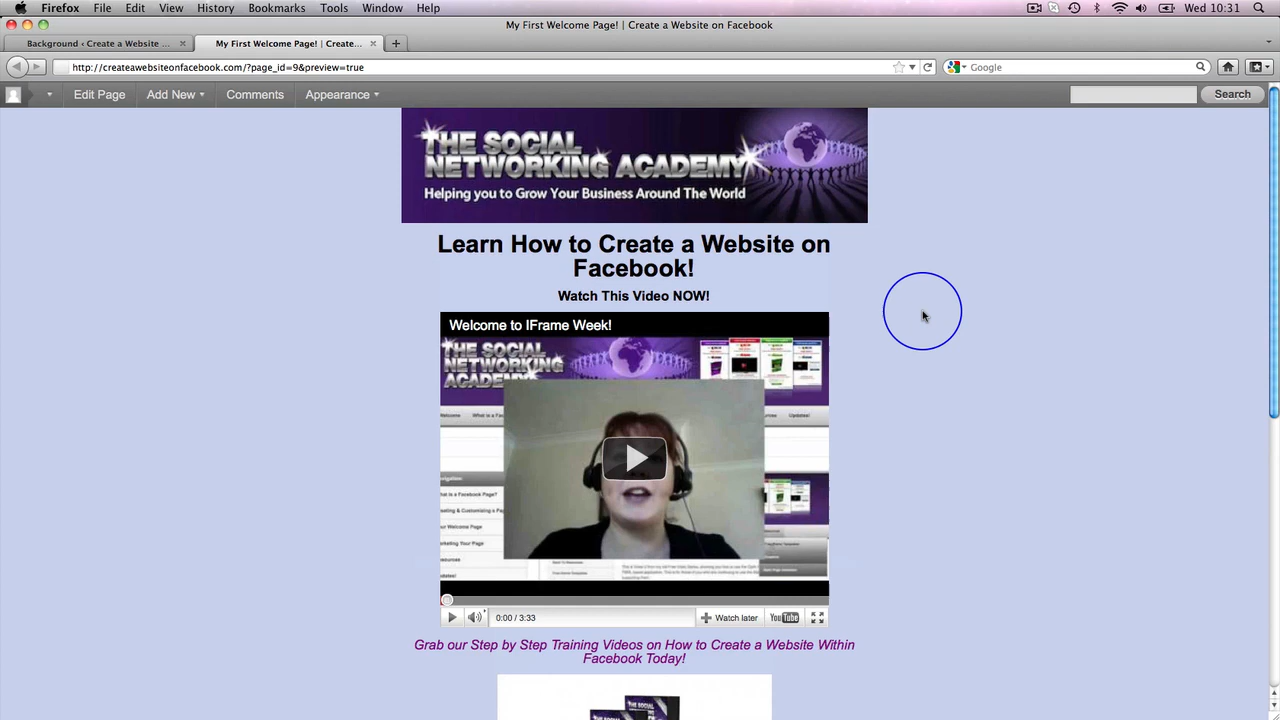 Firefox File Edit View History Bookmarks Tools Window Help Wed 10:31
My First Welcome Page! | Create a Website on Facebook
Background ‹ Create a Website ... My First Welcome Page! | Create...
http://createawebsiteonfacebook.com/?page_id=9&preview=true Google
Edit Page Add New Comments Appearance Search
THE SOCIAL
NETWORKING ACADEMY
Helping you to Grow Your Business Around The World
Learn How to Create a Website on
Facebook!
Watch This Video NOW!
Welcome to IFrame Week!
THE SOCIAL
NETWORKING
ACADEMY
0:00 / 3:33 Watch later YouTube
Grab our Step by Step Training Videos on How to Create a Website Within
Facebook Today!